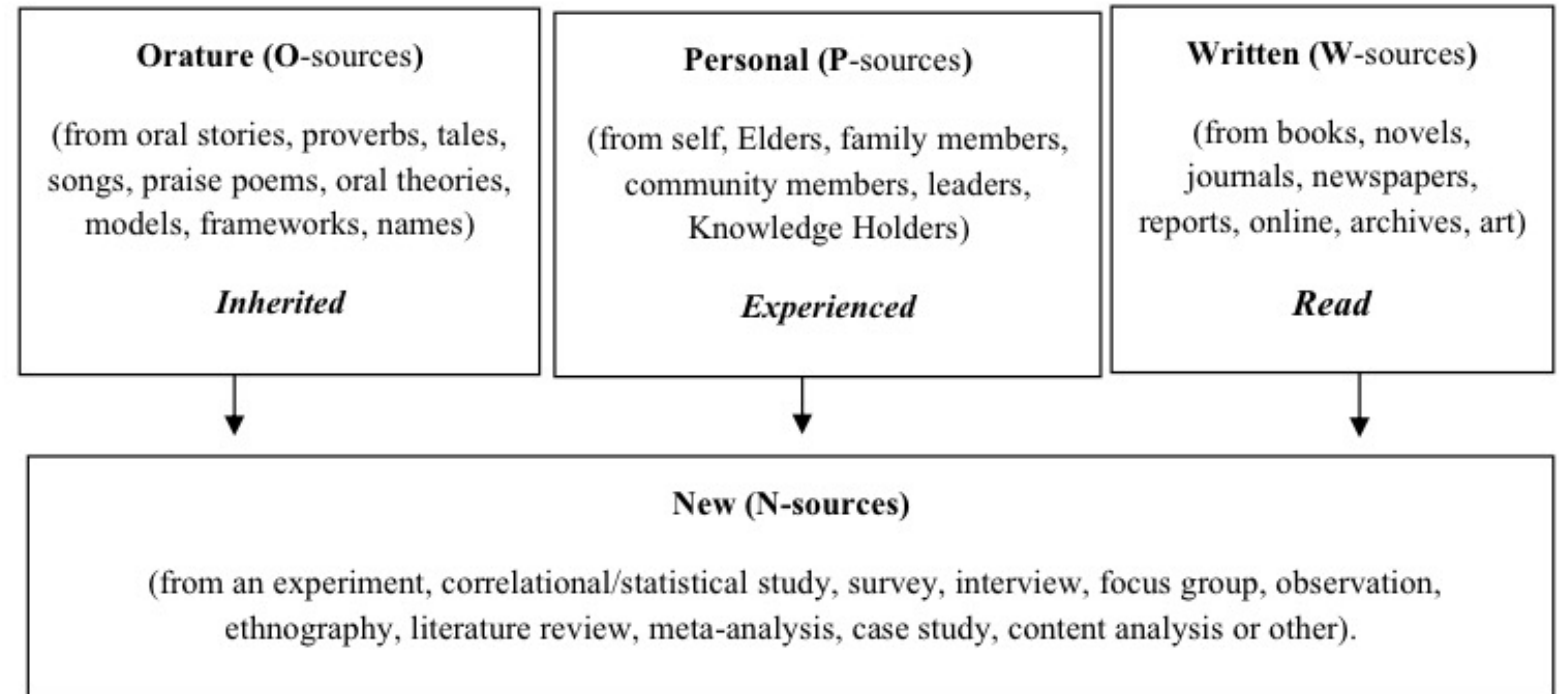 Orature (O-sources)
(from oral stories, proverbs, tales,
songs, praise poems, oral theories,
models, frameworks, names)
Inherited
Personal (P-sources)
(from self, Elders, family members,
community members, leaders,
Knowledge Holders)
Experienced
Written (W-sources)
(from books, novels,
journals, newspapers,
reports, online, archives, art)
Read
New (N-sources)
(from an experiment, correlational/statistical study, survey, interview, focus group, observation,
ethnography, literature review, meta-analysis, case study, content analysis or other).